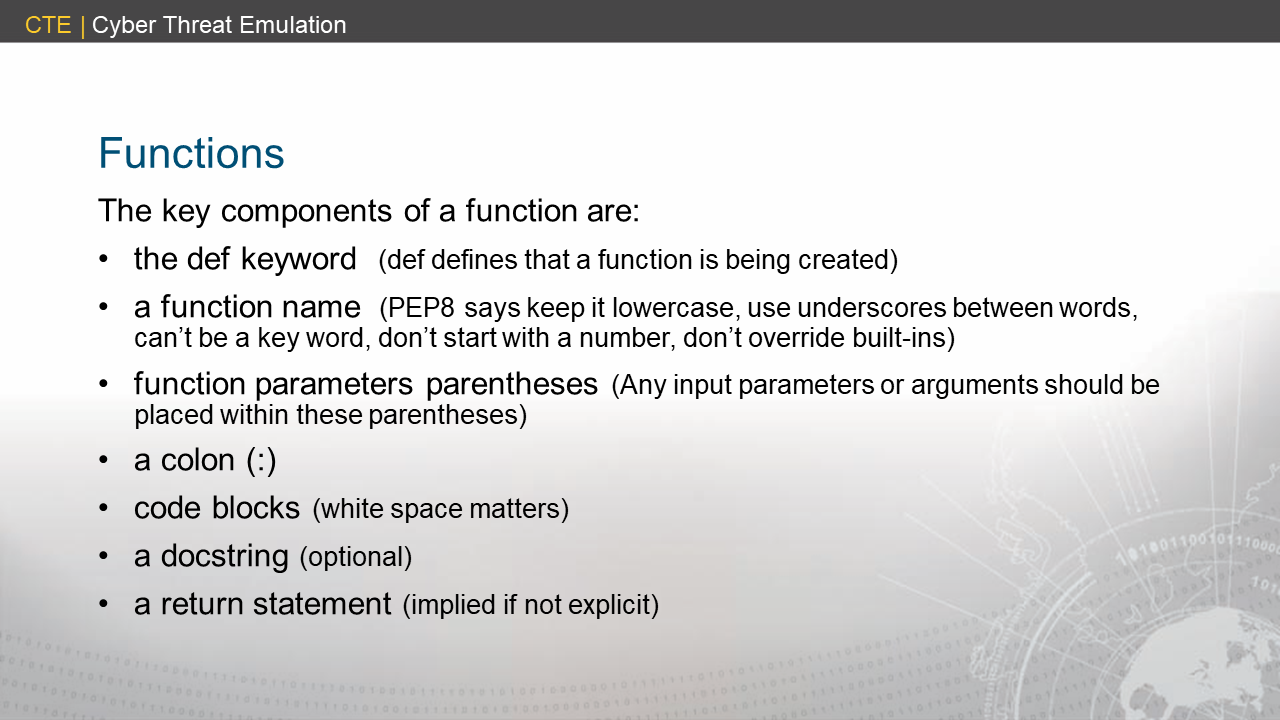 CTE | Cyber Threat Emulation
Functions
The key components of a function are:
• the def keyword (def defines that a function is being created)
• a function name (PEP8 says keep it lowercase, use underscores between words,
can’t be a key word, don’t start with a number, don’t override built-ins)
• function parameters parentheses (Any input parameters or arguments should be
placed within these parentheses)
• a colon (:)
• code blocks (white space matters)
• a docstring (optional)
• a return statement (implied if not explicit)